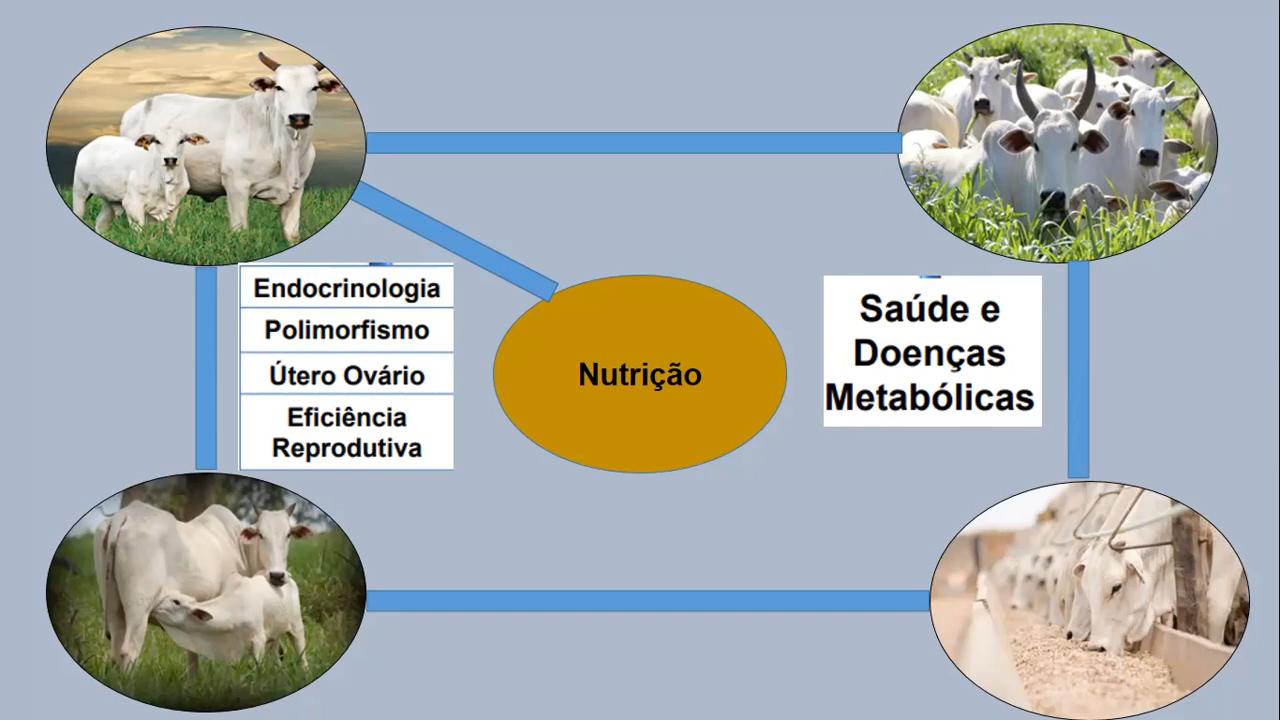 Endocrinologia
Polimorfismo
Útero Ovário
Eficiência
Reprodutiva
Nutrição
Saúde e
Doenças
Metabólicas